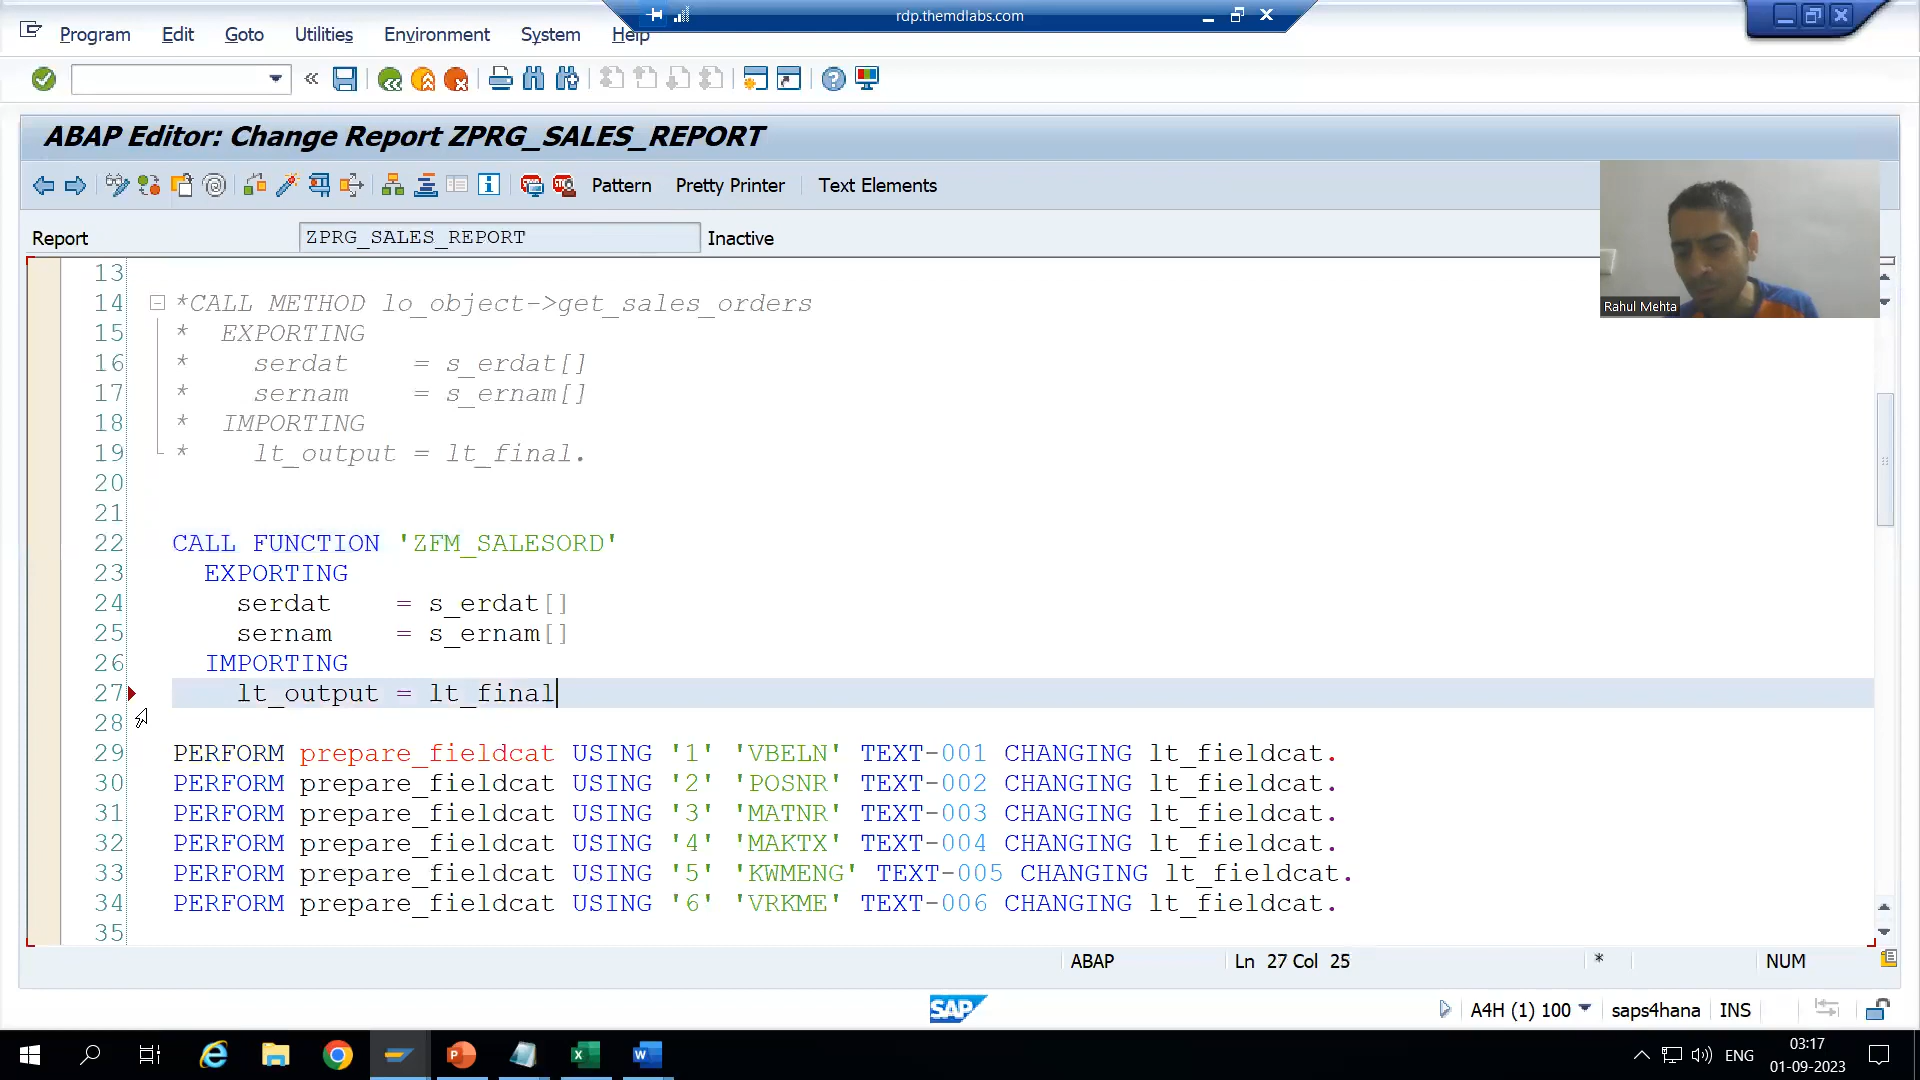 rdp.themdlabs.com
Program Edit Goto Utilities Environment System Help
ABAP Editor: Change Report ZPRG_SALES_REPORT
Pattern Pretty Printer Text Elements
Report ZPRG_SALES_REPORT Inactive
Rahul Mehta
13
14 *CALL METHOD lo_object->get_sales_orders
15 * EXPORTING
16 * serdat = s_erdat[]
17 * sernam = s_ernam[]
18 * IMPORTING
19 * lt_output = lt_final.
20
21
22 CALL FUNCTION 'ZFM_SALESORD'
23 EXPORTING
24 serdat = s_erdat[]
25 sernam = s_ernam[]
26 IMPORTING
27 lt_output = lt_final
28
29 PERFORM prepare_fieldcat USING '1' 'VBELN' TEXT-001 CHANGING lt_fieldcat.
30 PERFORM prepare_fieldcat USING '2' 'POSNR' TEXT-002 CHANGING lt_fieldcat.
31 PERFORM prepare_fieldcat USING '3' 'MATNR' TEXT-003 CHANGING lt_fieldcat.
32 PERFORM prepare_fieldcat USING '4' 'MAKTX' TEXT-004 CHANGING lt_fieldcat.
33 PERFORM prepare_fieldcat USING '5' 'KWMENG' TEXT-005 CHANGING lt_fieldcat.
34 PERFORM prepare_fieldcat USING '6' 'VRKME' TEXT-006 CHANGING lt_fieldcat.
35
ABAP Ln 27 Col 25 * NUM
SAP A4H (1) 100 saps4hana INS
ENG 03:17
01-09-2023